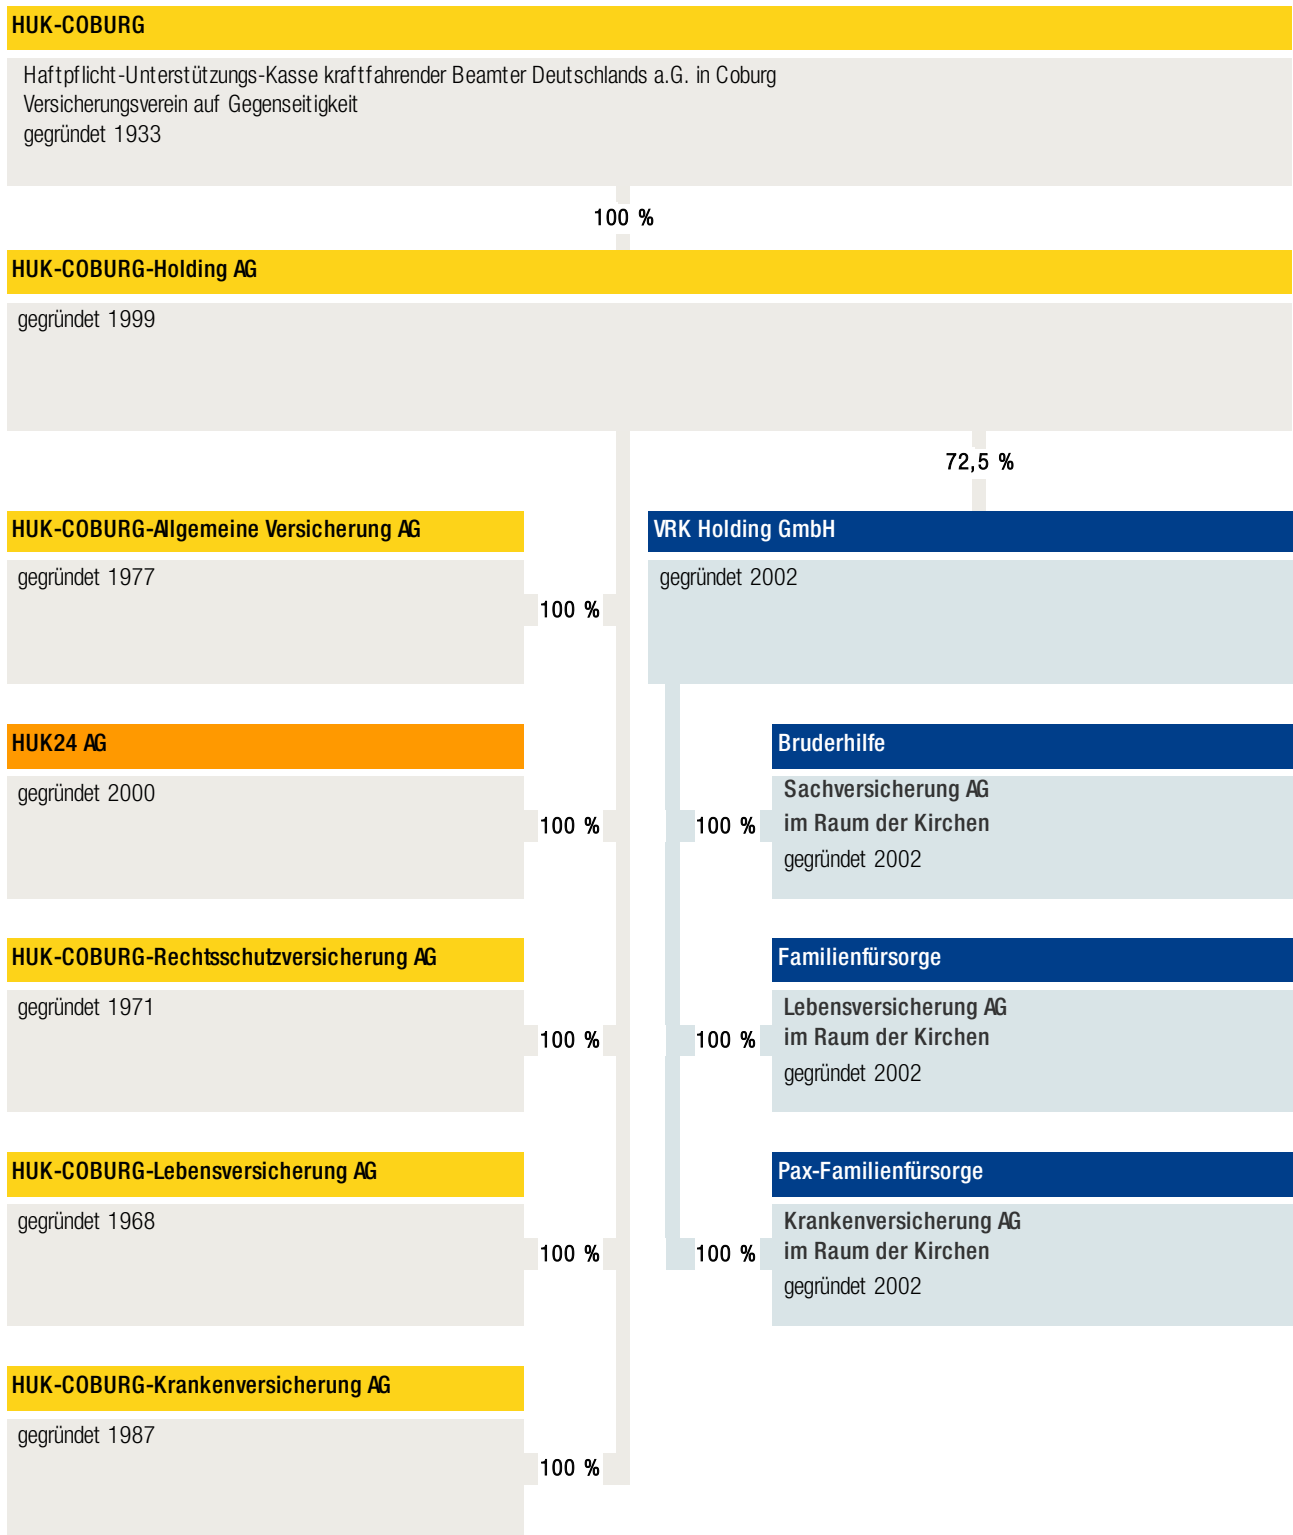 HUK-COBURG
Haftpflicht-Unterstützungs-Kasse kraftfahrender Beamter Deutschlands a.G. in Coburg
Versicherungsverein auf Gegenseitigkeit
gegründet 1933
100 %
HUK-COBURG-Holding AG
gegründet 1999
72,5 %
HUK-COBURG-Allgemeine Versicherung AG
gegründet 1977
100 %
VRK Holding GmbH
gegründet 2002
HUK24 AG
gegründet 2000
100 %
100 %
Bruderhilfe
Sachversicherung AG
im Raum der Kirchen
gegründet 2002
HUK-COBURG-Rechtsschutzversicherung AG
gegründet 1971
100 %
100 %
Familienfürsorge
Lebensversicherung AG
im Raum der Kirchen
gegründet 2002
HUK-COBURG-Lebensversicherung AG
gegründet 1968
100 %
100 %
Pax-Familienfürsorge
Krankenversicherung AG
im Raum der Kirchen
gegründet 2002
HUK-COBURG-Krankenversicherung AG
gegründet 1987
100 %